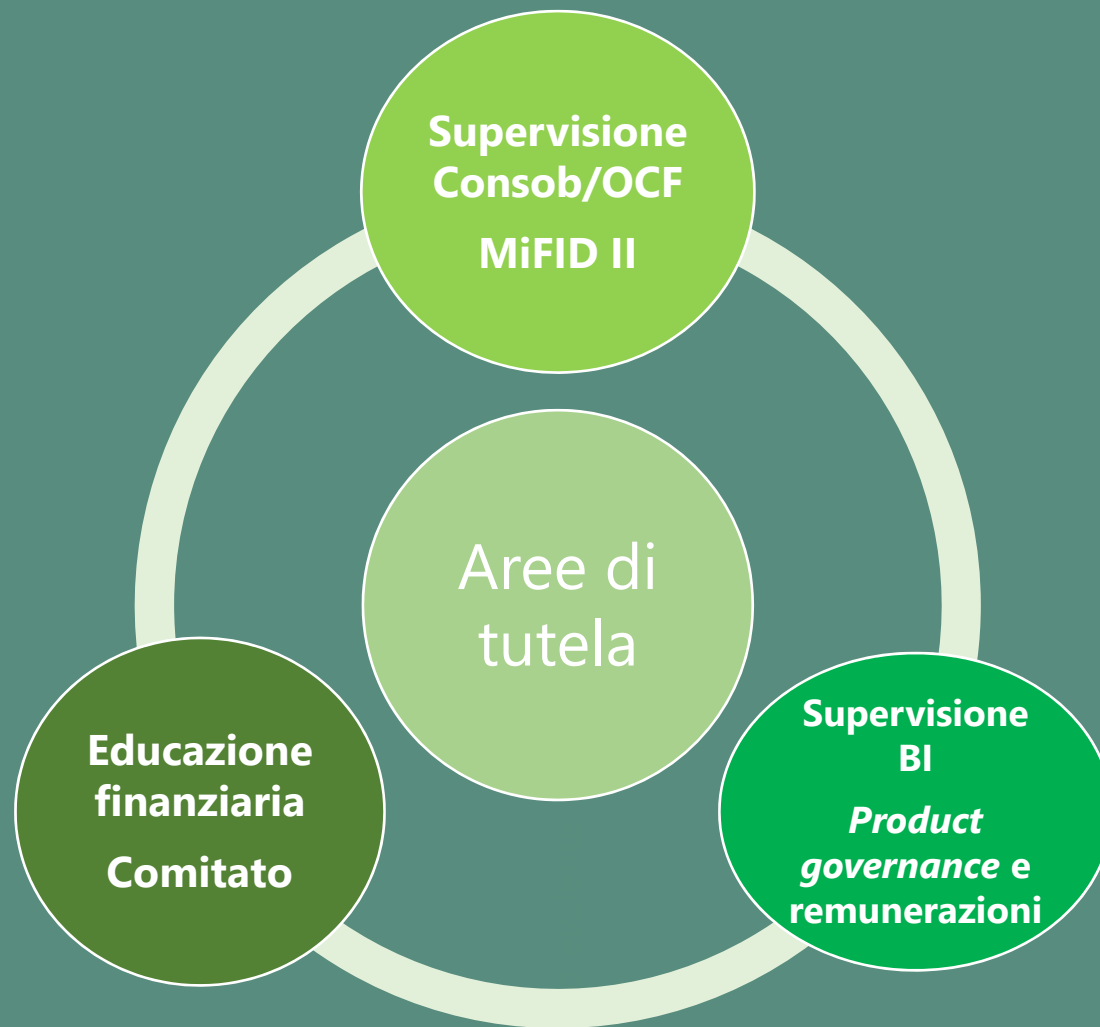 Supervisione
Consob/OCF
MiFID II
Aree di
tutela
Educazione
finanziaria
Comitato
Supervisione
BI
Product
governance e
remunerazioni